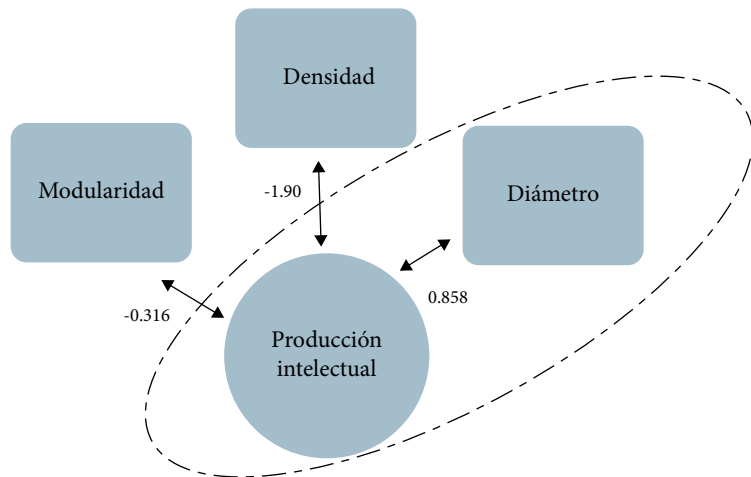 Densidad
Modularidad
Diámetro
-1.90
-0.316
0.858
Producción
intelectual